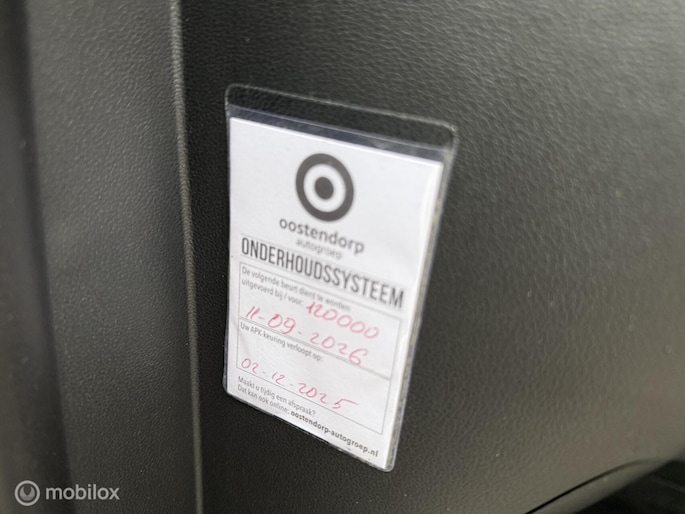 oostendorp
autogroep
ONDERHOUDSSYSTEEM
De volgende beurt dient te worden
uitgevoerd bij / voor: 120000
11-09-2026
Uw APK-keuring verloopt op:
02-12-2025
Maakt u tijdig een afspraak?
Dat kan ook online: oostendorp-autogroep.nl
mobilox